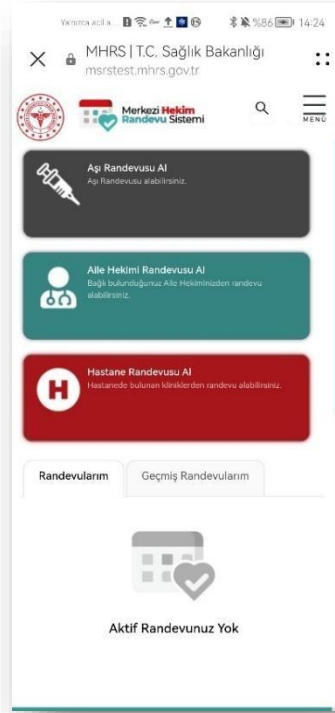 Yalnızca acil a...
%86 14:24
MHRS | T.C. Sağlık Bakanlığı
msrstest.mhrs.gov.tr
Merkezi Hekim
Randevu Sistemi
MENÜ
Aşı Randevusu Al
Aşı Randevusu alabilirsiniz.
Aile Hekimi Randevusu Al
Bağlı bulunduğunuz Aile Hekiminizden randevu
alabilirsiniz.
H
Hastane Randevusu Al
Hastanede bulunan kliniklerden randevu alabilirsiniz.
Randevularım
Geçmiş Randevularım
Aktif Randevunuz Yok